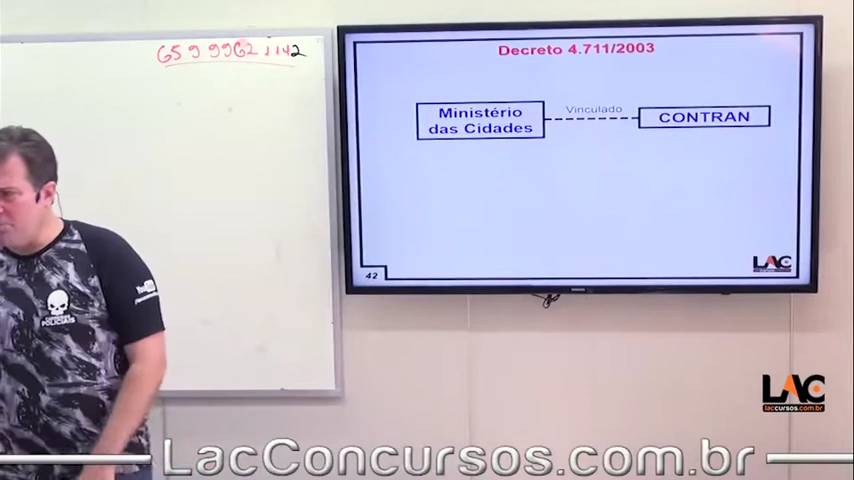 65 9 9962 1142
Decreto 4.711/2003
Ministério
das Cidades
Vinculado
CONTRAN
LAC
42
POLICIAIS
LAC
laccursos.com.br
LacConcursos.com.br